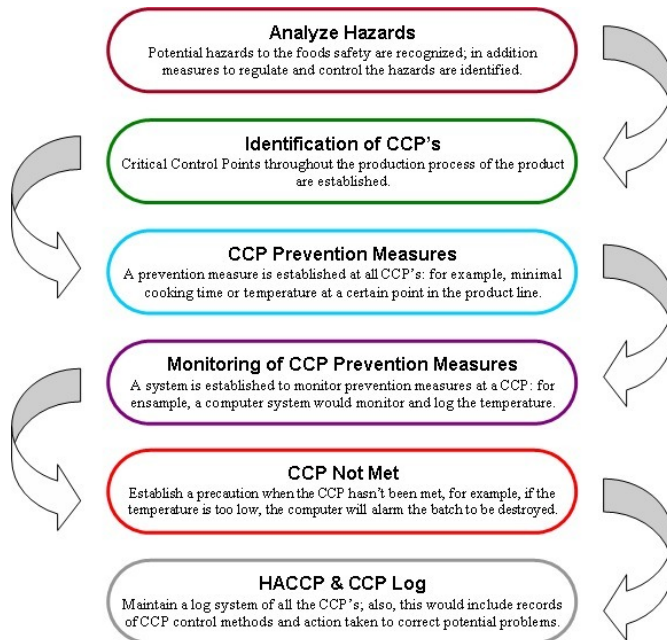 Analyze Hazards
Potential hazards to the foods safety are recognized; in addition
measures to regulate and control the hazards are identified.
Identification of CCP's
Critical Control Points throughout the production process of the product
are established.
CCP Prevention Measures
A prevention measure is established at all CCP's: for example, minimal
cooking time or temperature at a certain point in the product line.
Monitoring of CCP Prevention Measures
A system is established to monitor prevention measures at a CCP: for
ensample, a computer system would monitor and log the temperature.
CCP Not Met
Establish a precaution when the CCP hasn't been met, for example, if the
temperature is too low, the computer will alarm the batch to be destroyed.
HACCP & CCP Log
Maintain a log system of all the CCP's; also, this would include records
of CCP control methods and action taken to correct potential problems.